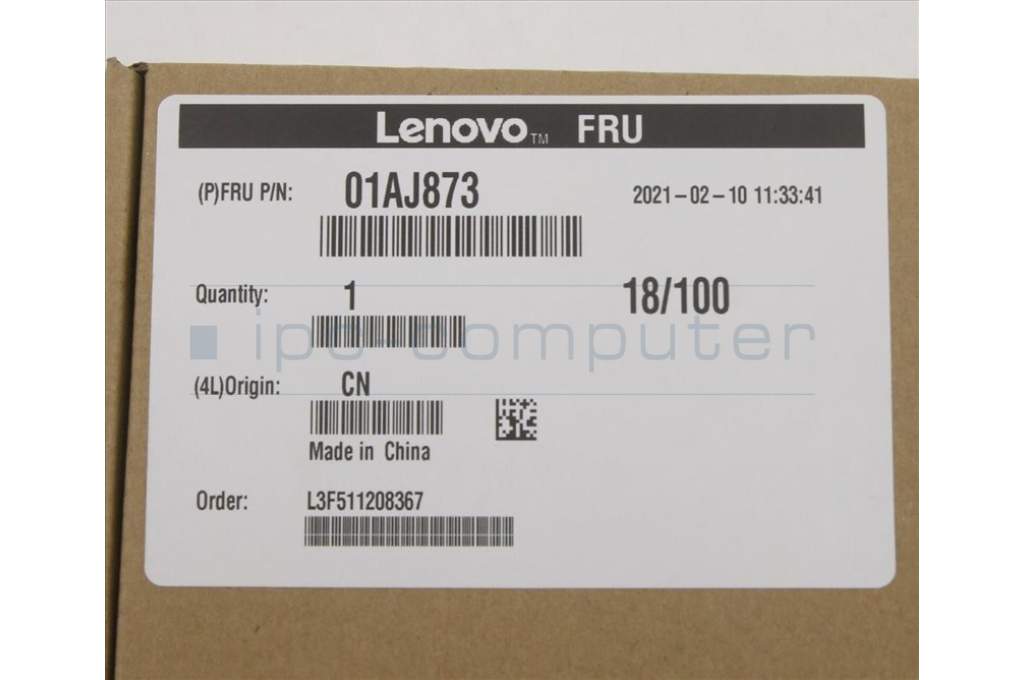 Lenovo™ FRU
(P)FRU P/N: 01AJ873 2021-02-10 11:33:41
Quantity: 1 18/100
ipc-computer
(4L)Origin: CN
Made in China
Order: L3F511208367